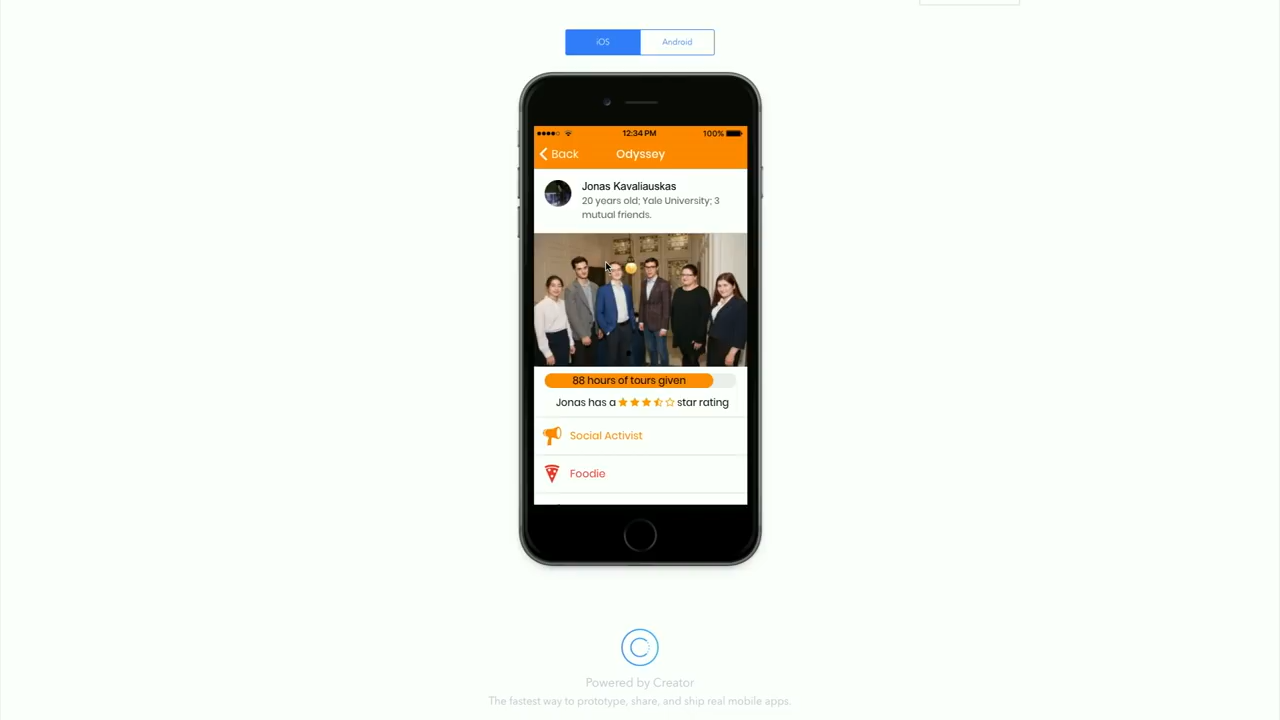 iOS
Android
12:34 PM
100%
Back
Odyssey
Jonas Kavaliauskas
20 years old; Yale University; 3
mutual friends.
88 hours of tours given
Jonas has a ★★★⯪☆ star rating
Social Activist
Foodie
Powered by Creator
The fastest way to prototype, share, and ship real mobile apps.